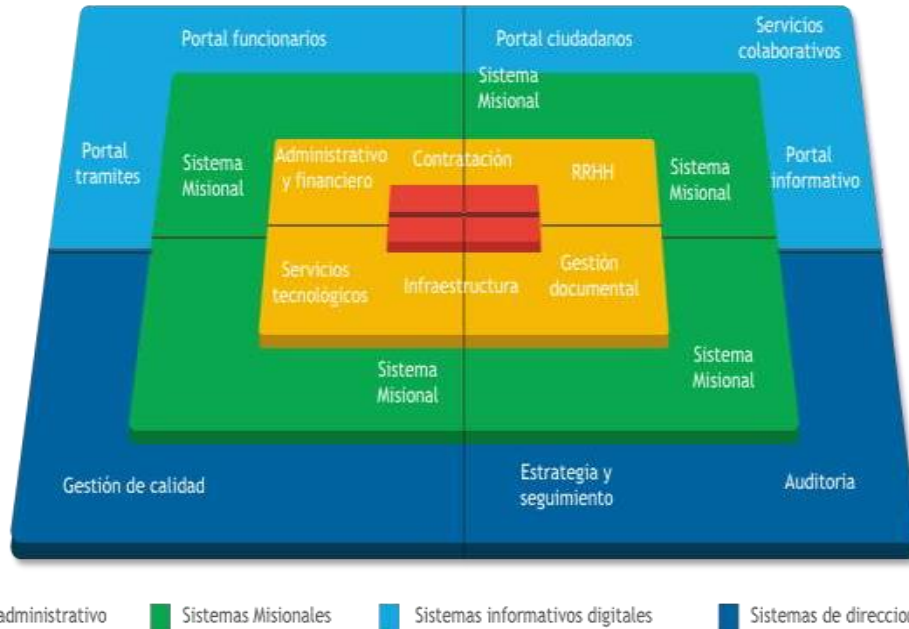 Portal funcionarios
Portal ciudadanos
Servicios
colaborativos
Sistema
Misional
Portal
tramites
Sistema
Misional
Administrativo
y financiero
Contratación
RRHH
Sistema
Misional
Portal
informativo
Servicios
tecnológicos
Infraestructura
Gestión
documental
Sistema
Misional
Sistema
Misional
Gestión de calidad
Estrategia y
seguimiento
Auditoria
administrativo
Sistemas Misionales
Sistemas informativos digitales
Sistemas de direccion